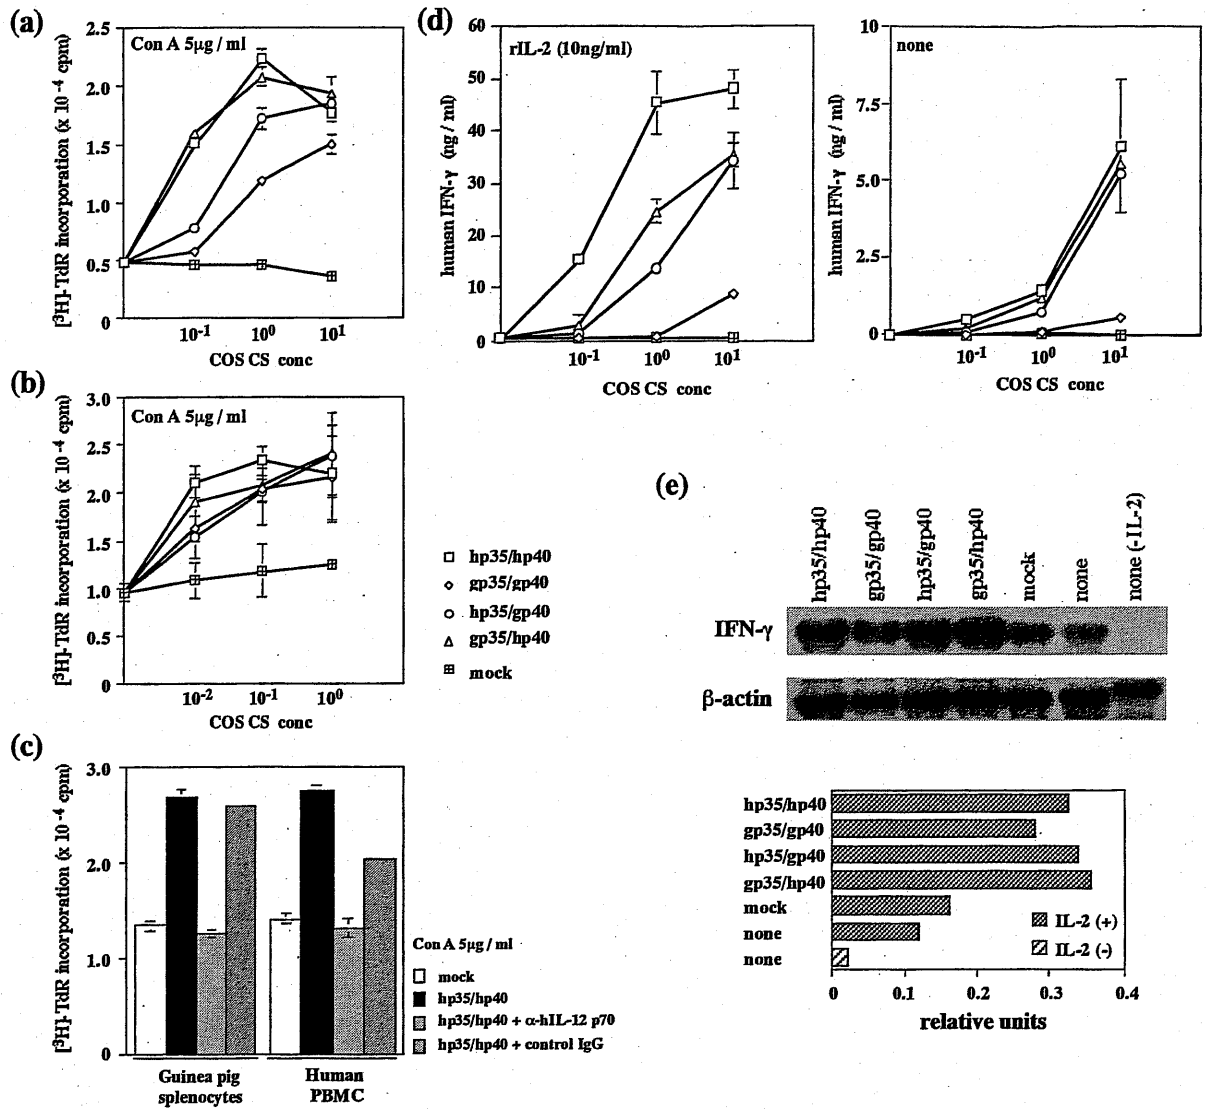 (a)
Con A 5μg / ml
[³H]-TdR incorporation (x 10⁻⁴ cpm)
2.5
2.0
1.5
1.0
0.5
0
10⁻¹ 10⁰ 10¹
COS CS conc
(b)
Con A 5μg / ml
[³H]-TdR incorporation (x 10⁻⁴ cpm)
3.0
2.5
2.0
1.5
1.0
0.5
0
10⁻² 10⁻¹ 10⁰
COS CS conc
hp35/hp40
gp35/gp40
hp35/gp40
gp35/hp40
mock
(c)
[³H]-TdR incorporation (x 10⁻⁴ cpm)
3.0
2.0
1.0
0
Guinea pig splenocytes
Human PBMC
Con A 5μg / ml
mock
hp35/hp40
hp35/hp40 + α-hIL-12 p70
hp35/hp40 + control IgG
(d)
rIL-2 (10ng/ml)
human IFN-γ (ng / ml)
60
50
40
30
20
10
0
10⁻¹ 10⁰ 10¹
COS CS conc
none
human IFN-γ (ng / ml)
10
7.5
5.0
2.5
0
10⁻¹ 10⁰ 10¹
COS CS conc
(e)
hp35/hp40
gp35/gp40
hp35/gp40
gp35/hp40
mock
none
none (-IL-2)
IFN-γ
β-actin
hp35/hp40
gp35/gp40
hp35/gp40
gp35/hp40
mock
none
none
IL-2 (+)
IL-2 (-)
0 0.1 0.2 0.3 0.4
relative units